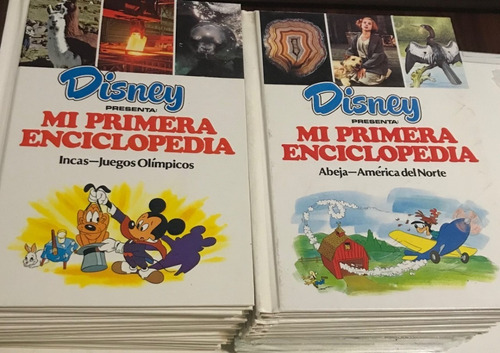 Disney
PRESENTA:
MI PRIMERA
ENCICLOPEDIA
Incas—Juegos Olímpicos
Disney
PRESENTA:
MI PRIMERA
ENCICLOPEDIA
Abeja—América del Norte